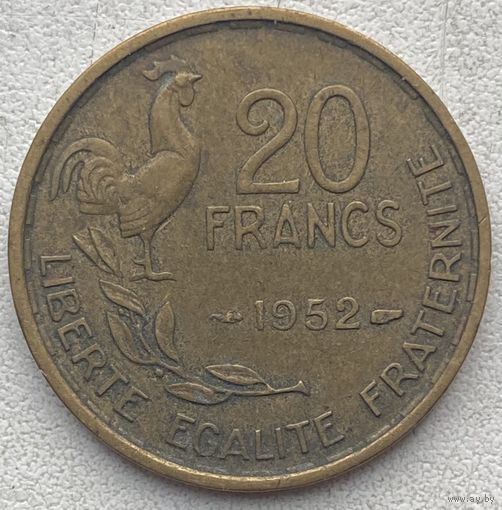 20
FRANCS
1952
LIBERTE EGALITE FRATERNITE
www.ay.by